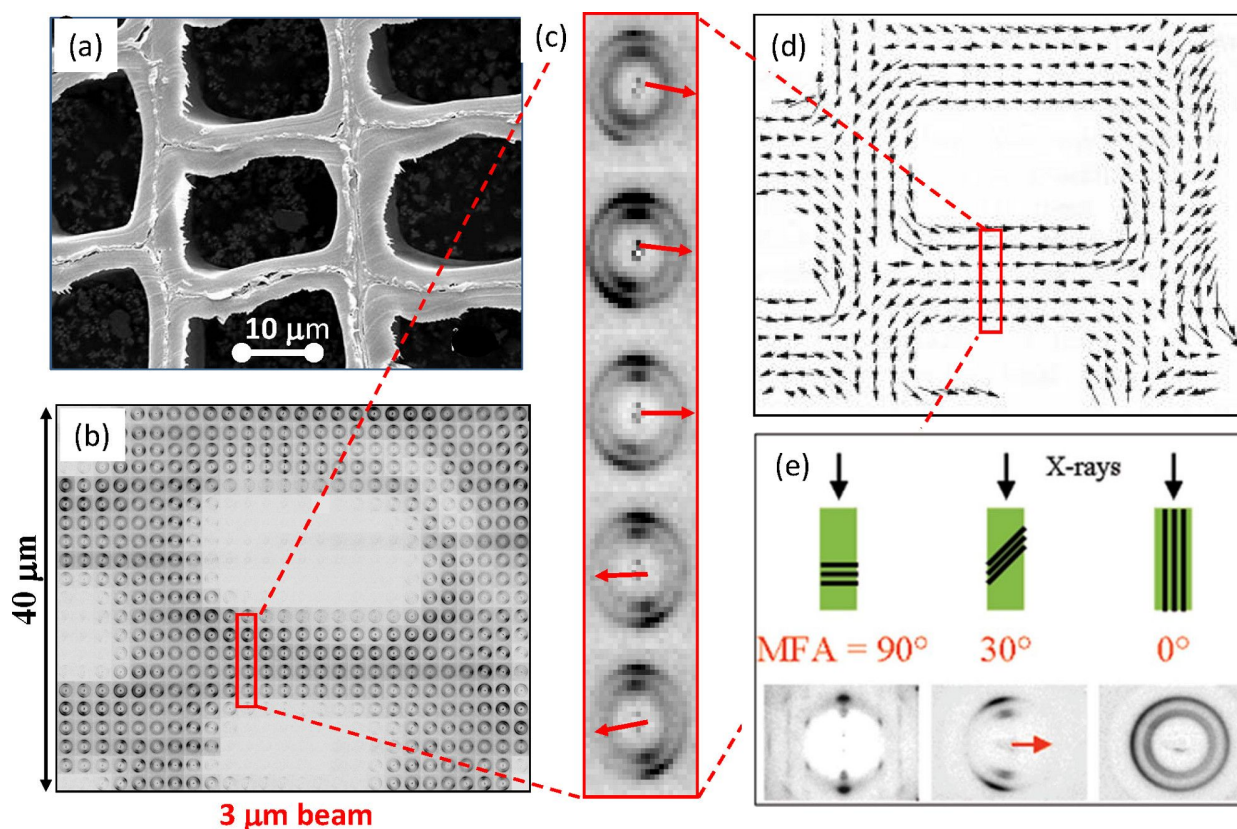 (a)
10 μm
(b)
40 μm
3 μm beam
(c)
(d)
(e)
X-rays
MFA = 90°
30°
0°